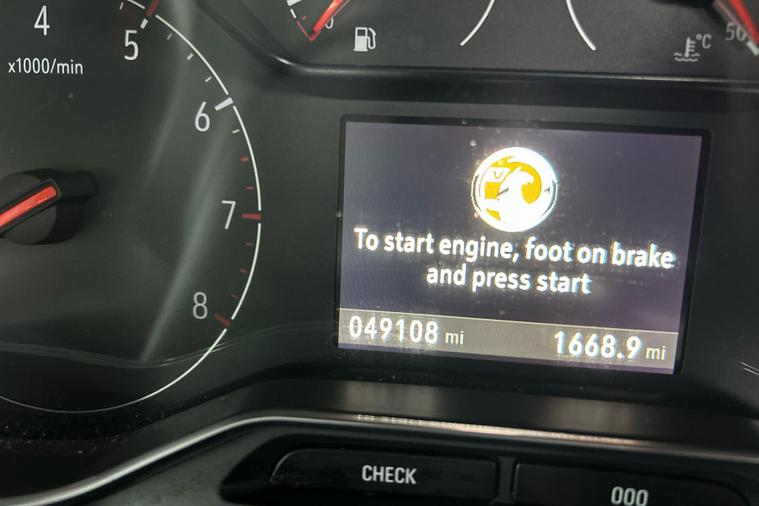 4
5
x1000/min
6
7
8
°C
50
To start engine, foot on brake
and press start
049108 mi
1668.9 mi
CHECK
000